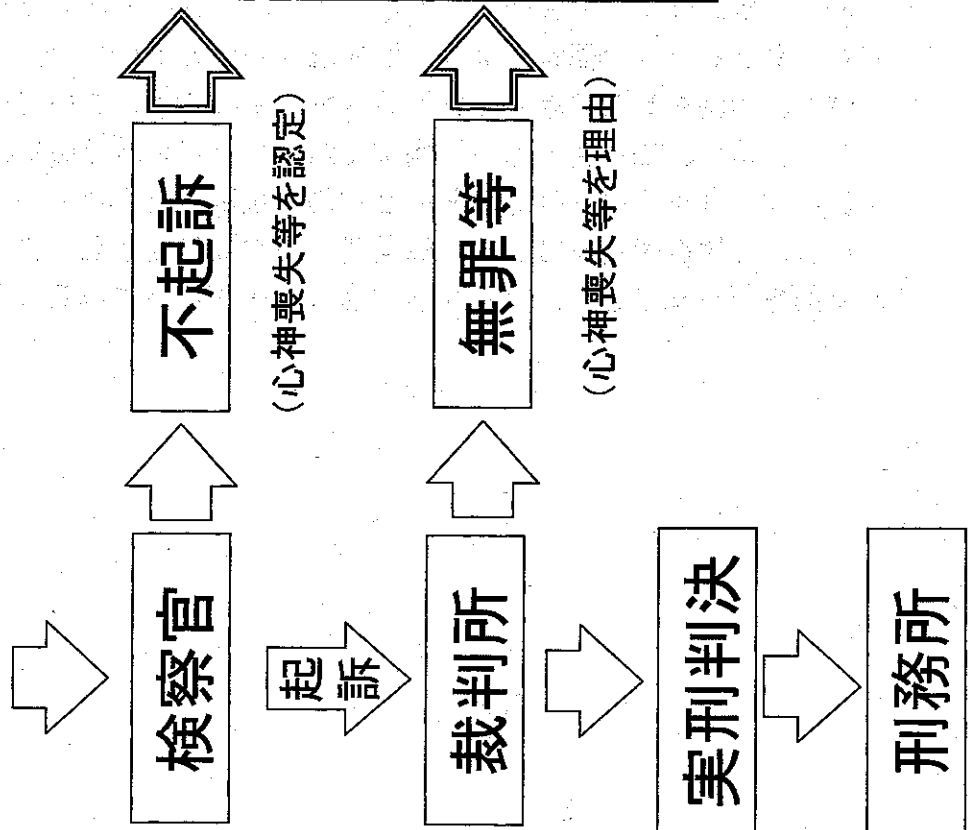 検察官
不起訴
(心神喪失等を認定)
起訴
裁判所
無罪等
(心神喪失等を理由)
実刑判決
刑務所